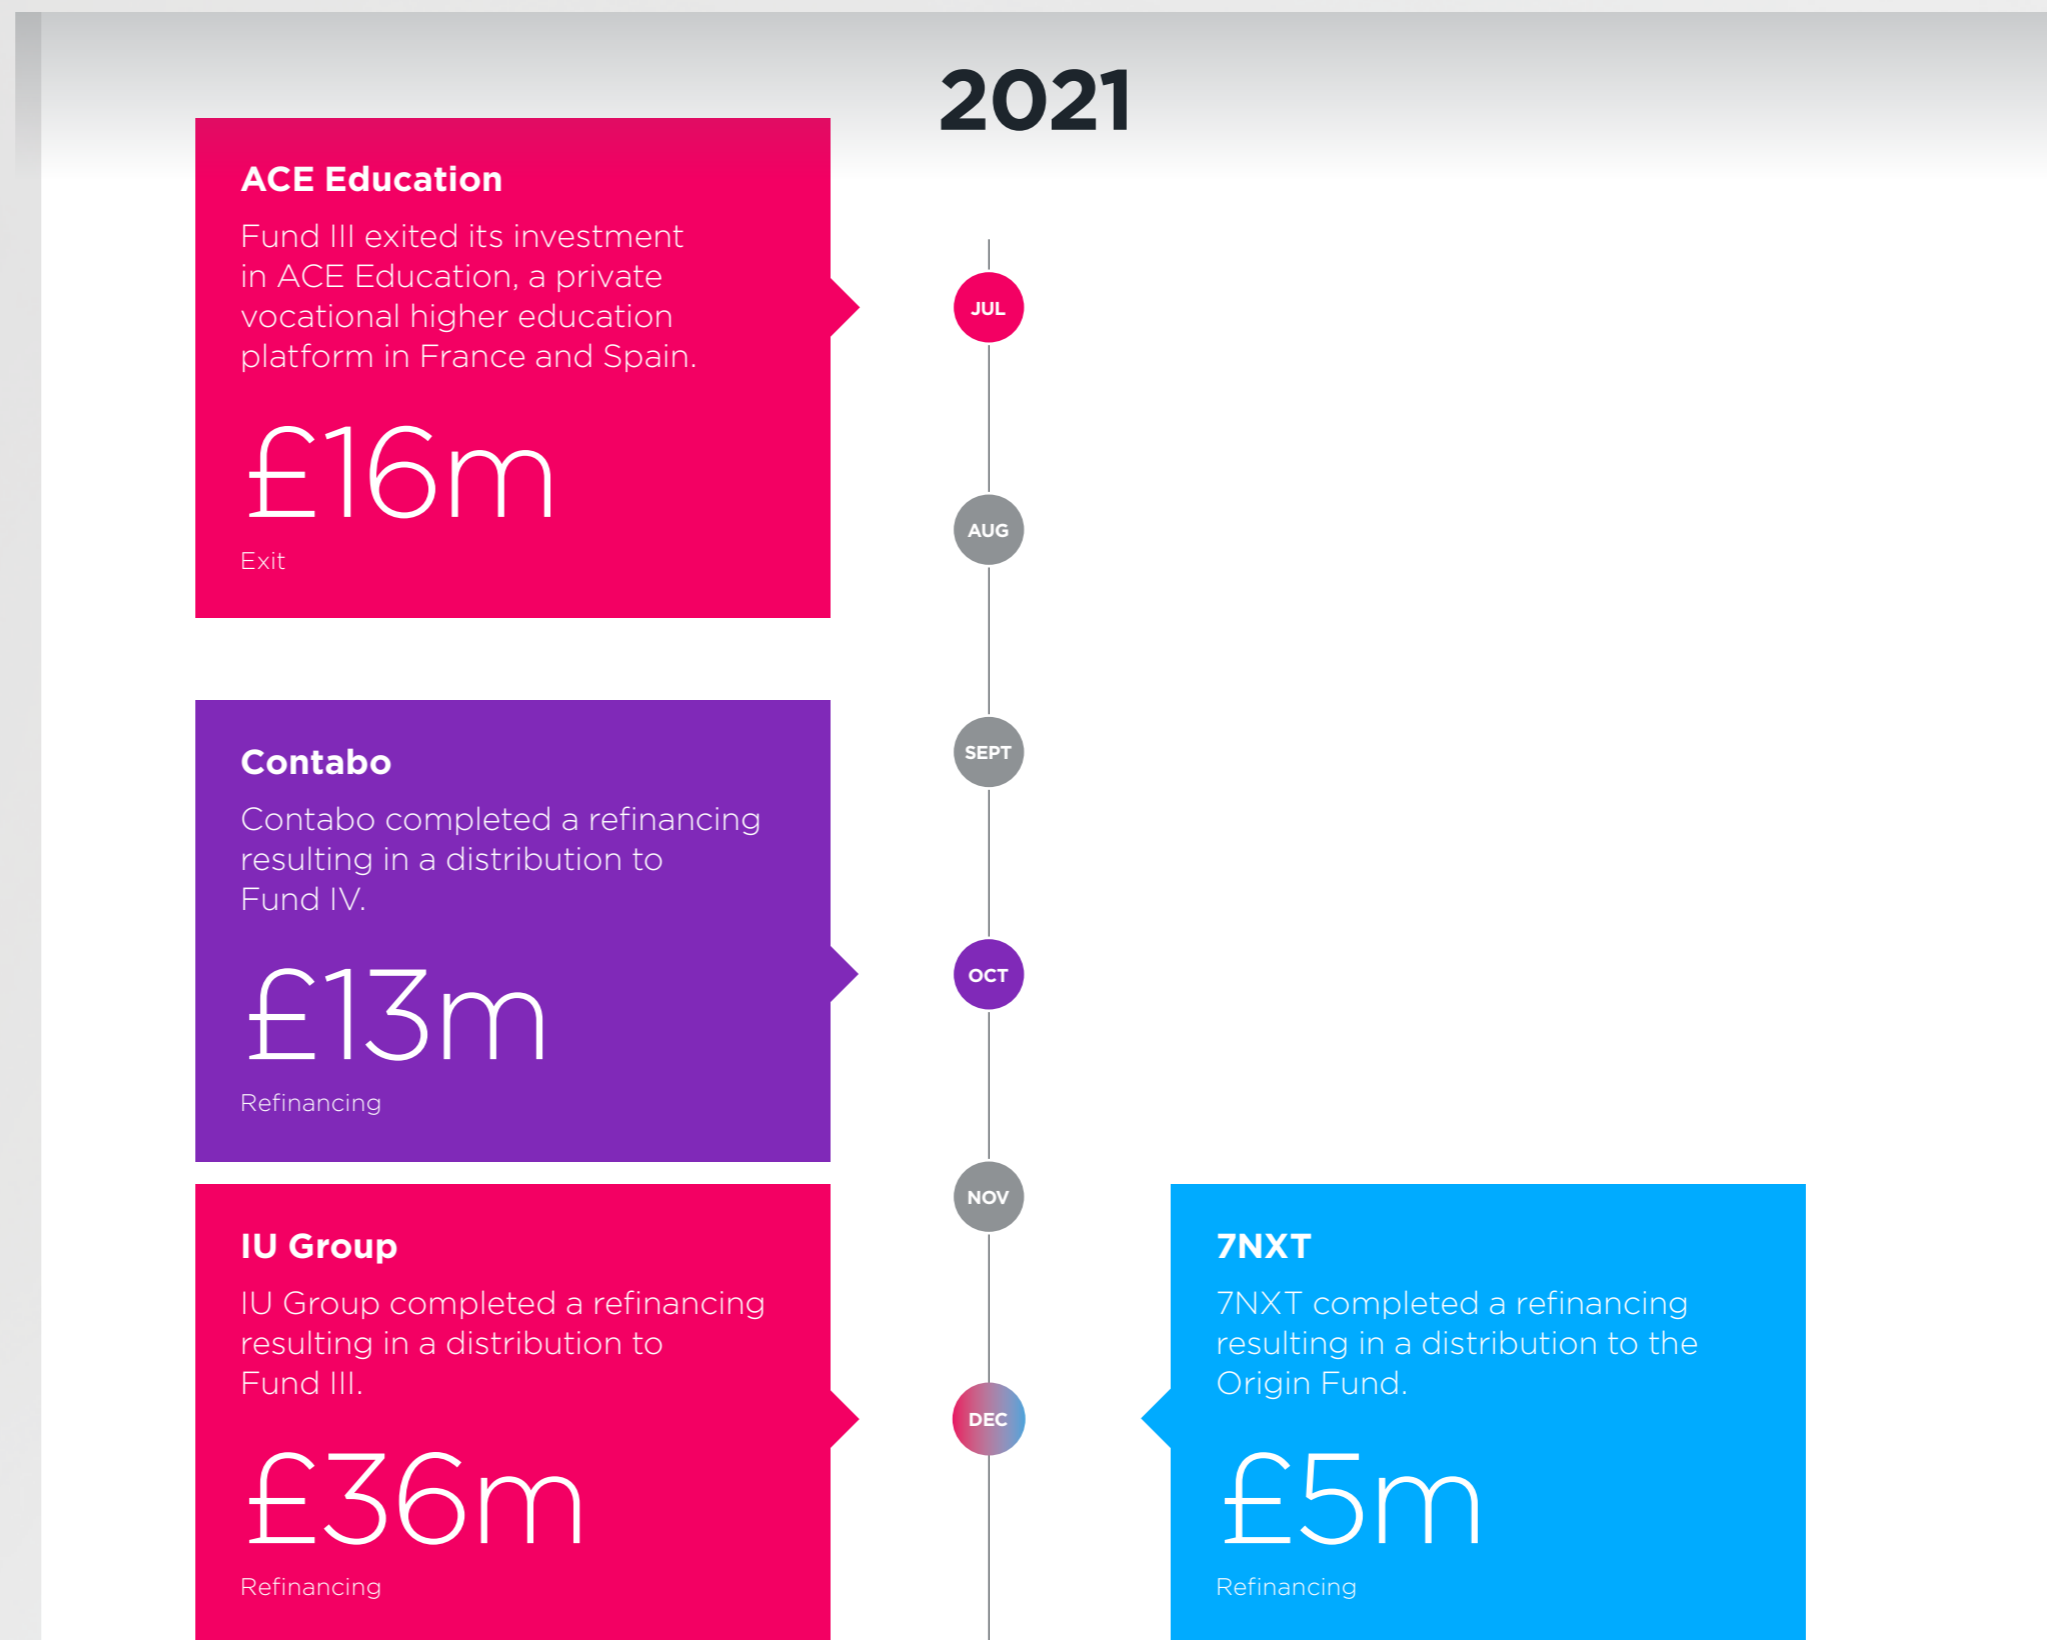 2021
ACE Education
Fund III exited its investment
in ACE Education, a private
vocational higher education
platform in France and Spain.
£16m
Exit
JUL
AUG
SEPT
Contabo
Contabo completed a refinancing
resulting in a distribution to
Fund IV.
£13m
Refinancing
OCT
NOV
IU Group
IU Group completed a refinancing
resulting in a distribution to
Fund III.
£36m
Refinancing
DEC
7NXT
7NXT completed a refinancing
resulting in a distribution to the
Origin Fund.
£5m
Refinancing